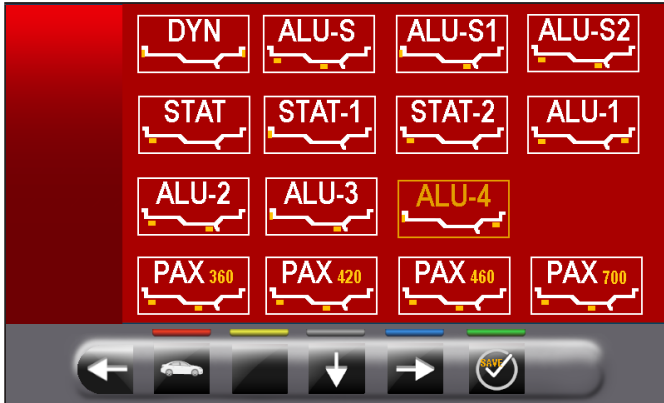 DYN ALU-S ALU-S1 ALU-S2
STAT STAT-1 STAT-2 ALU-1
ALU-2 ALU-3 ALU-4
PAX 360 PAX 420 PAX 460 PAX 700
SAVE